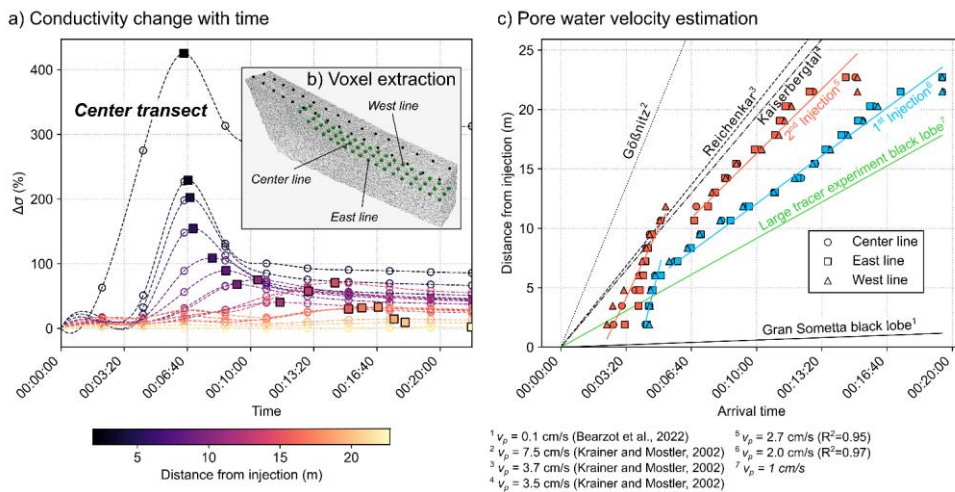 a) Conductivity change with time
400
300
200
100
0
Δσ (%)
Center transect
b) Voxel extraction
West line
Center line
East line
00:00:00
00:03:20
00:06:40
00:10:00
00:13:20
00:16:40
00:20:00
Time
5
10
15
20
Distance from injection (m)
c) Pore water velocity estimation
25
20
15
10
5
0
Distance from injection (m)
Gößnitz²
Reichenkar³
Kaiserbergtal⁴
2ⁿᵈ Injection⁵
1ˢᵗ Injection⁶
Large tracer experiment black lobe⁷
Center line
East line
West line
Gran Sometta black lobe¹
00:00:00
00:03:20
00:06:40
00:10:00
00:13:20
00:16:40
00:20:00
Arrival time
¹ vₚ = 0.1 cm/s (Bearzot et al., 2022)
² vₚ = 7.5 cm/s (Krainer and Mostler, 2002)
³ vₚ = 3.7 cm/s (Krainer and Mostler, 2002)
⁴ vₚ = 3.5 cm/s (Krainer and Mostler, 2002)
⁵ vₚ = 2.7 cm/s (R²=0.95)
⁶ vₚ = 2.0 cm/s (R²=0.97)
⁷ vₚ = 1 cm/s